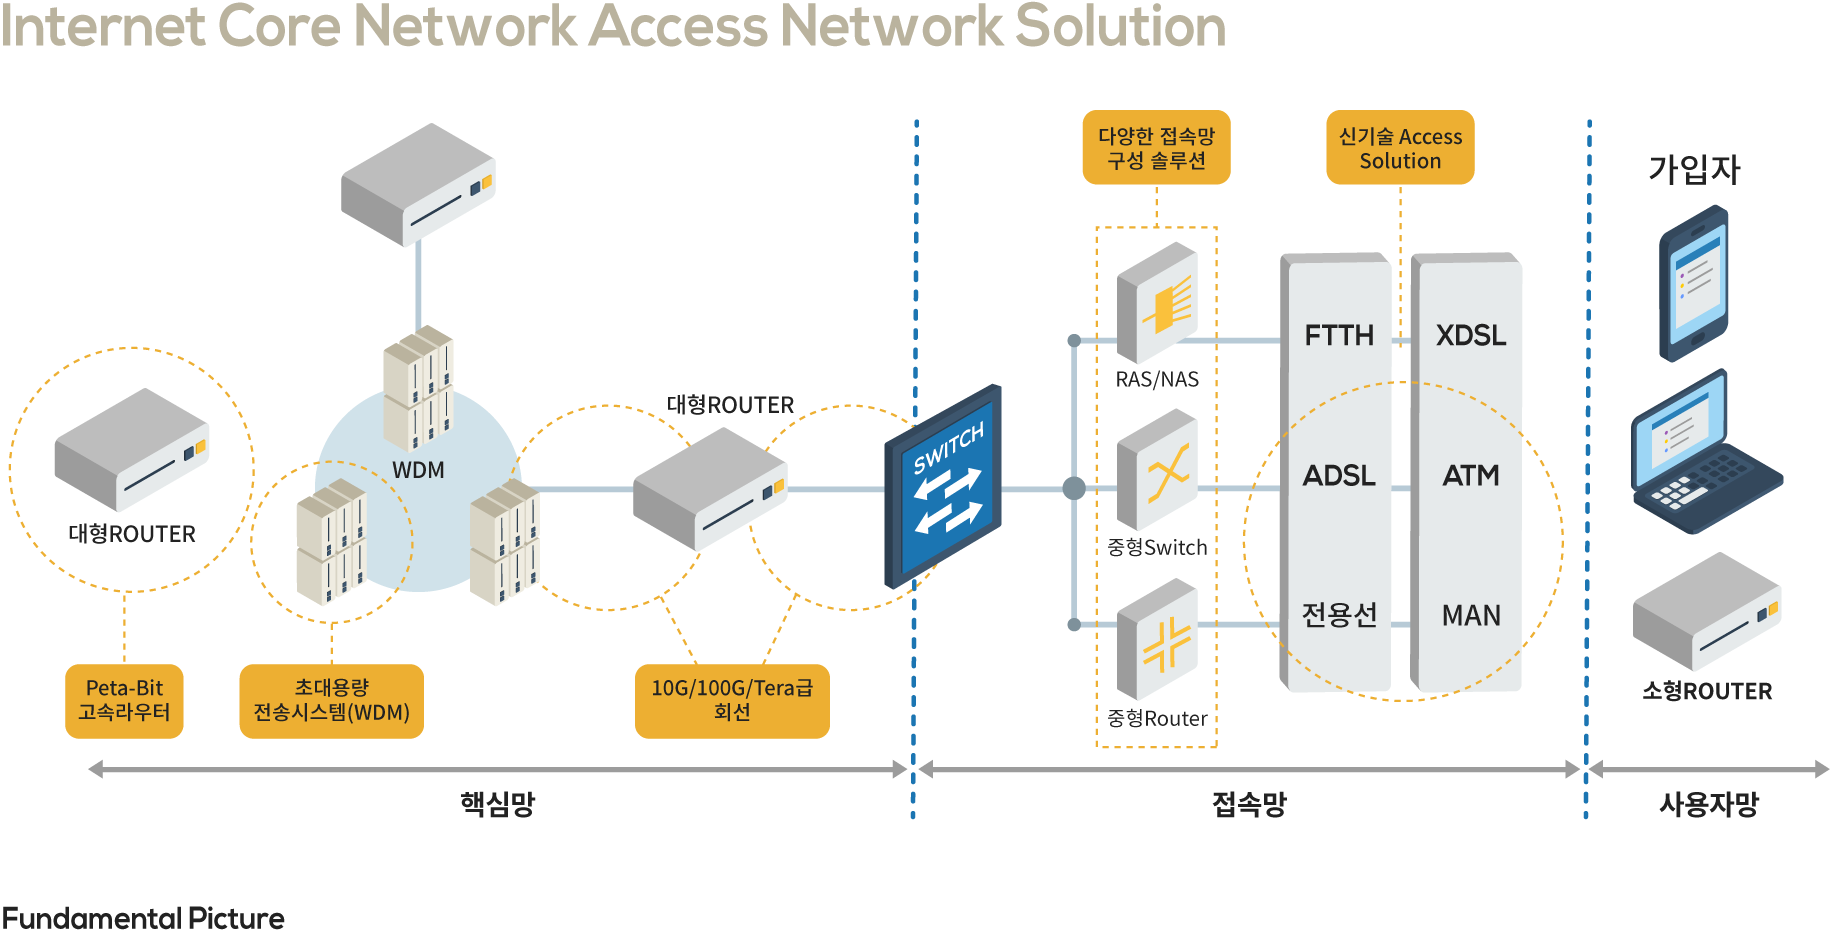 Internet Core Network Access Network Solution
다양한 접속망
구성 솔루션
신기술 Access
Solution
가입자
대형ROUTER
WDM
대형ROUTER
SWITCH
RAS/NAS
중형Switch
중형Router
FTTH
XDSL
ADSL
ATM
전용선
MAN
소형ROUTER
Peta-Bit
고속라우터
초대용량
전송시스템(WDM)
10G/100G/Tera급
회선
핵심망
접속망
사용자망
Fundamental Picture